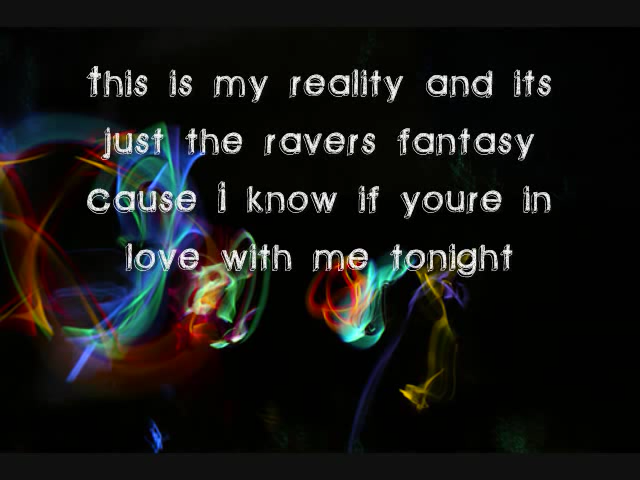 This is my reality and its
just the ravers fantasy
cause I know if youre in
love with me tonight